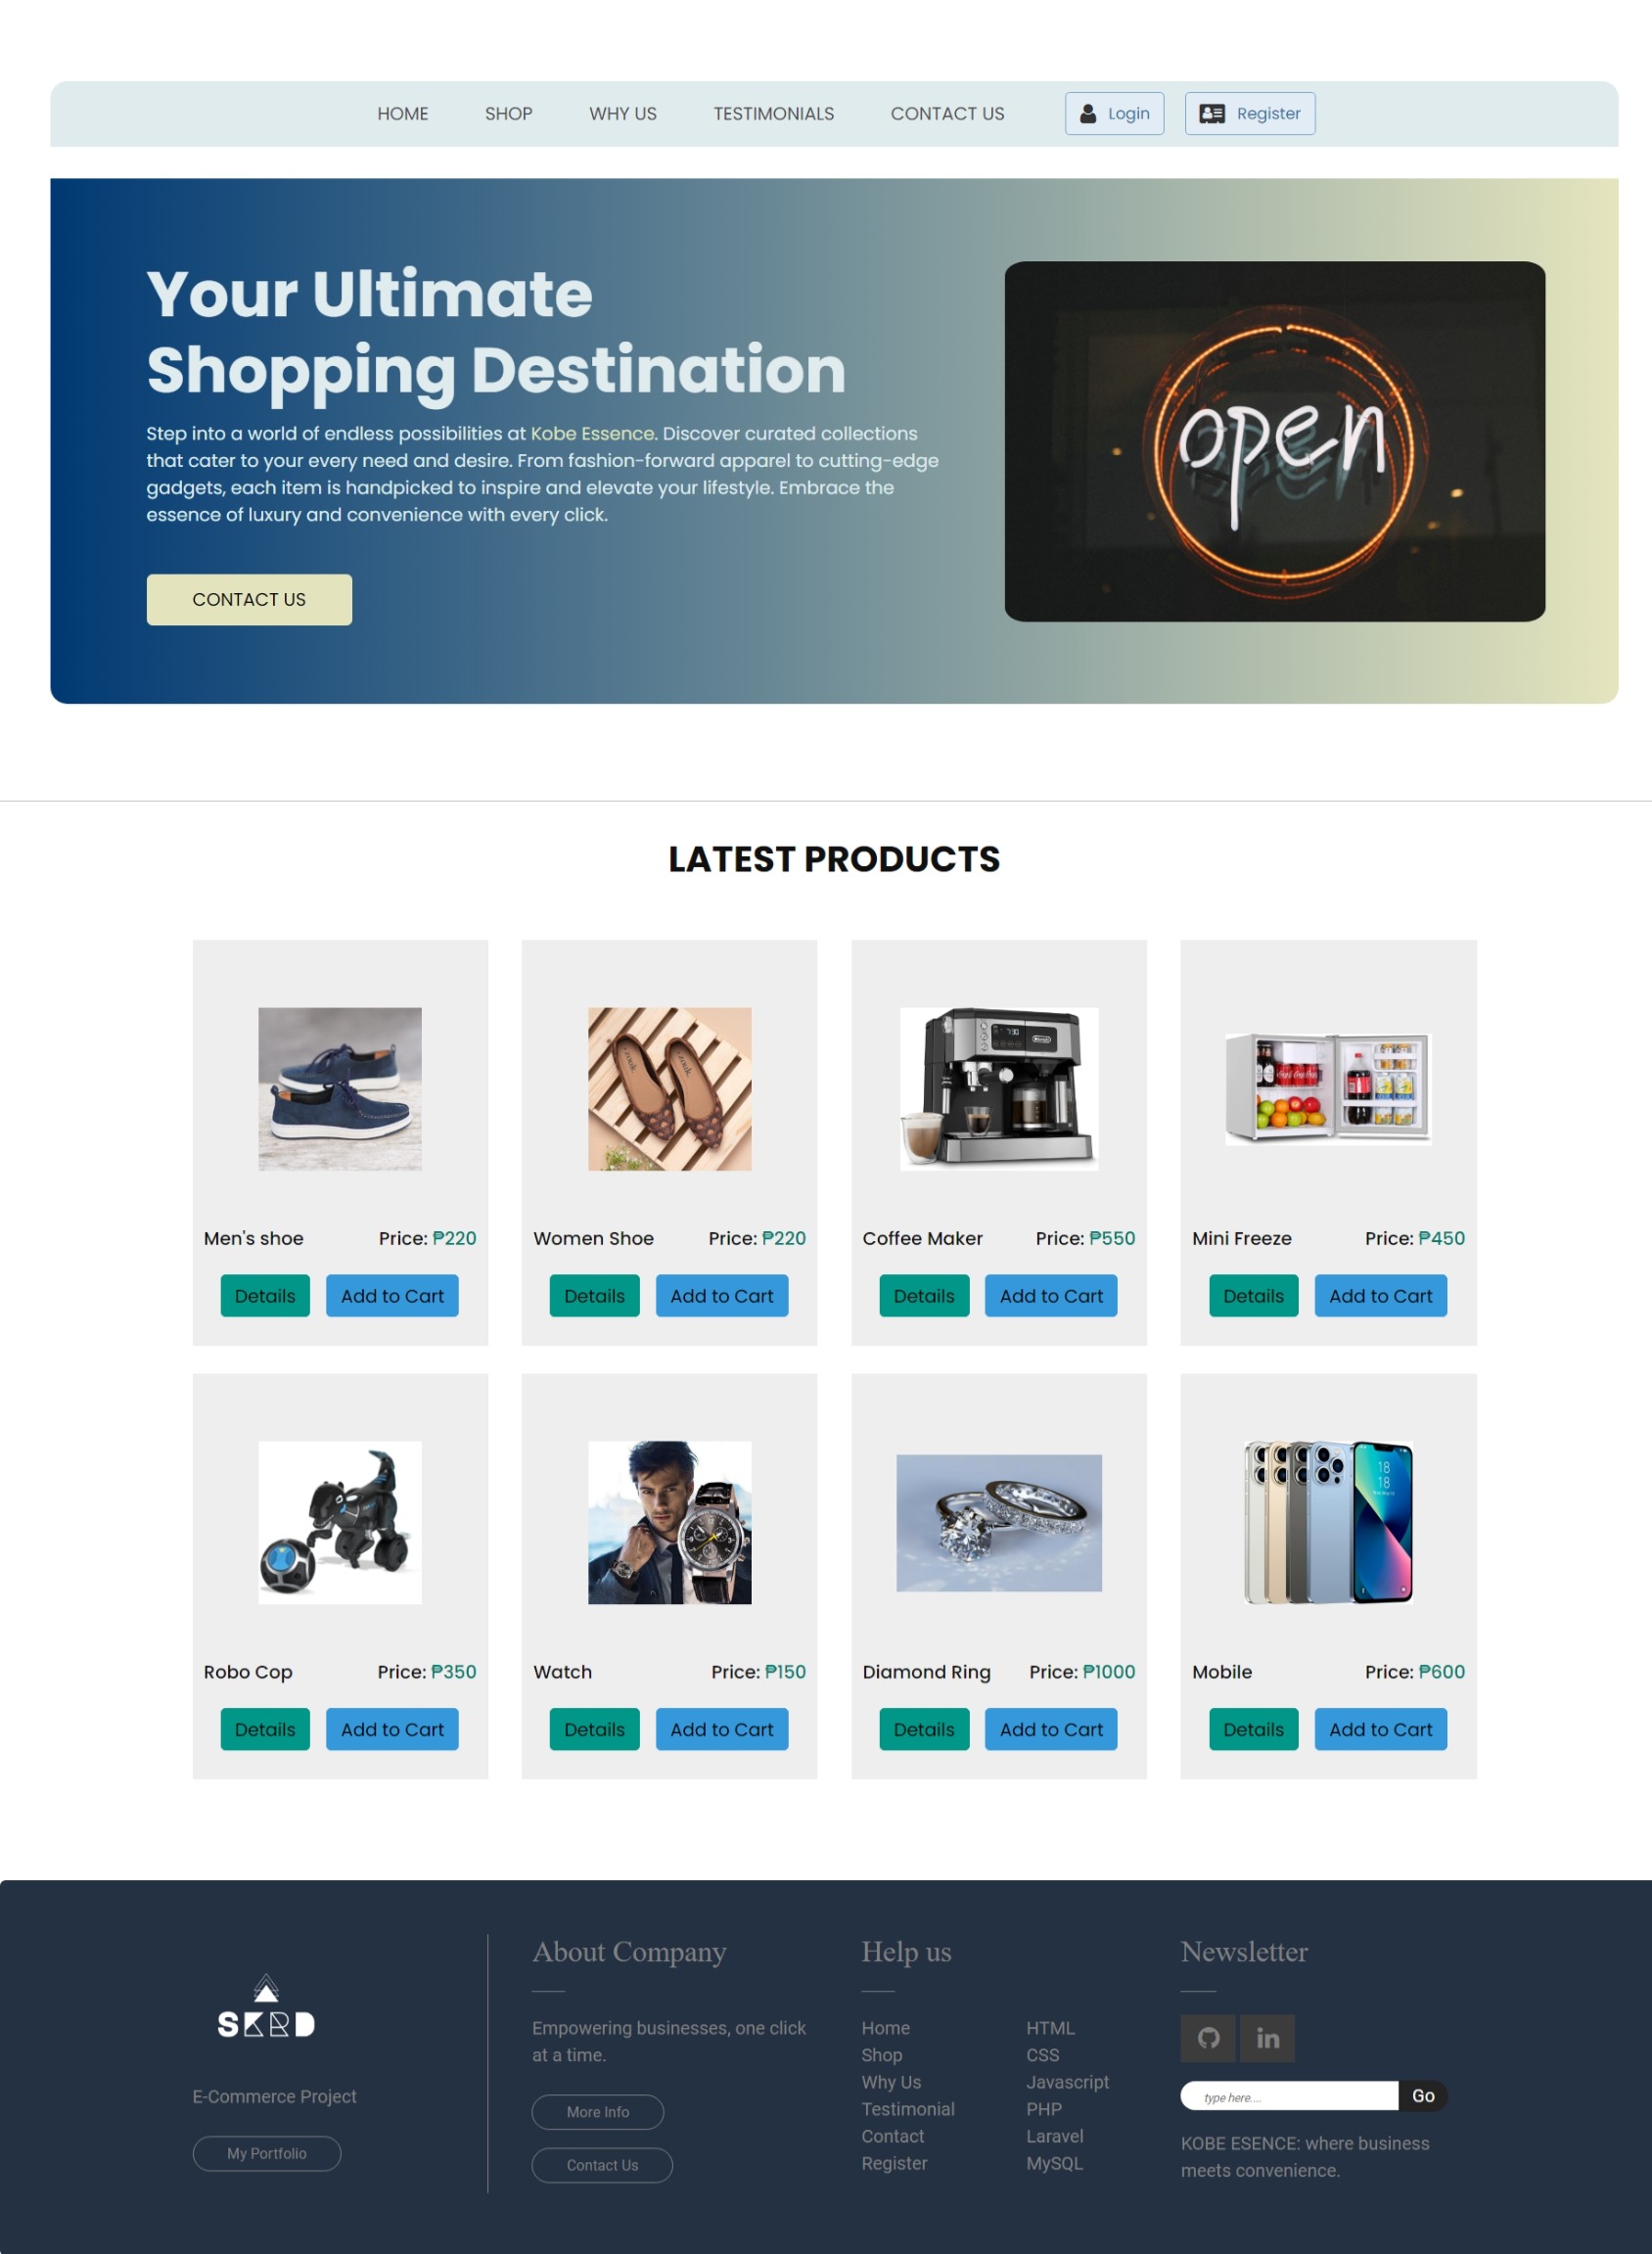 HOME SHOP WHY US TESTIMONIALS CONTACT US Login Register
Your Ultimate
Shopping Destination
Step into a world of endless possibilities at Kobe Essence. Discover curated collections
that cater to your every need and desire. From fashion-forward apparel to cutting-edge
gadgets, each item is handpicked to inspire and elevate your lifestyle. Embrace the
essence of luxury and convenience with every click.
CONTACT US
open
LATEST PRODUCTS
Men's shoe Price: ₱220
Details Add to Cart
Women Shoe Price: ₱220
Details Add to Cart
Coffee Maker Price: ₱550
Details Add to Cart
Mini Freeze Price: ₱450
Details Add to Cart
Robo Cop Price: ₱350
Details Add to Cart
Watch Price: ₱150
Details Add to Cart
Diamond Ring Price: ₱1000
Details Add to Cart
18
18
Mobile Price: ₱600
Details Add to Cart
SKRD
E-Commerce Project
My Portfolio
About Company
Empowering businesses, one click
at a time.
More Info
Contact Us
Help us
Home
Shop
Why Us
Testimonial
Contact
Register
HTML
CSS
Javascript
PHP
Laravel
MySQL
Newsletter
in
type here.... Go
KOBE ESENCE: where business
meets convenience.